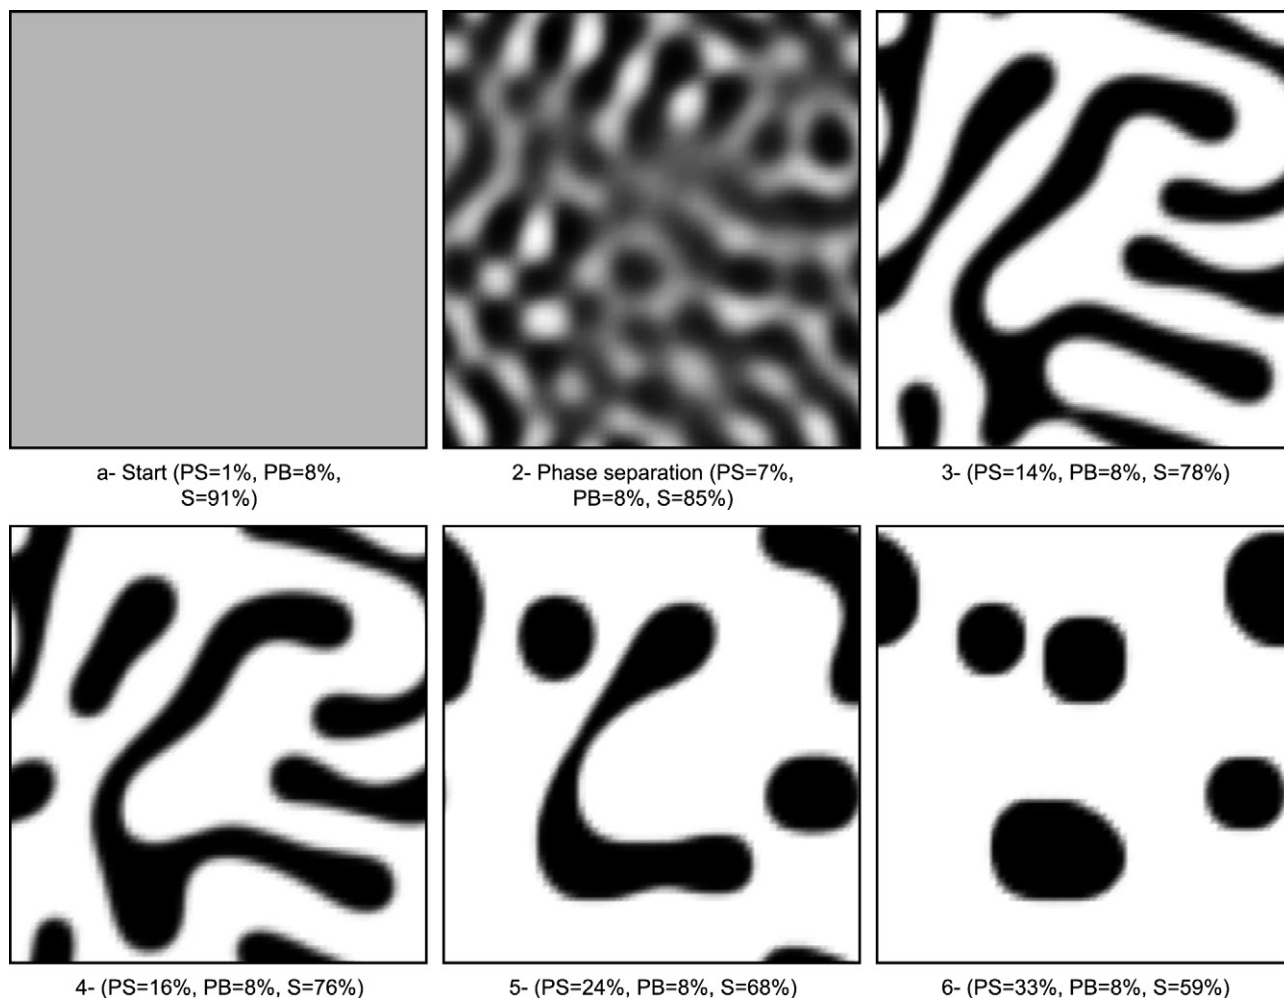 a- Start (PS=1%, PB=8%,
S=91%)
2- Phase separation (PS=7%,
PB=8%, S=85%)
3- (PS=14%, PB=8%, S=78%)
4- (PS=16%, PB=8%, S=76%)
5- (PS=24%, PB=8%, S=68%)
6- (PS=33%, PB=8%, S=59%)